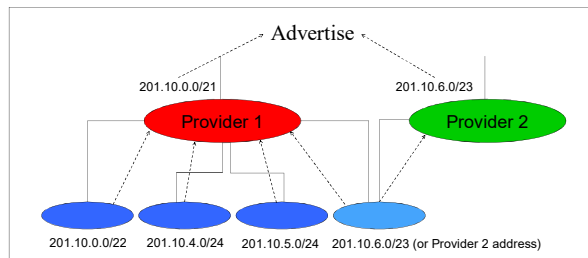 Advertise
201.10.0.0/21
201.10.6.0/23
Provider 1
Provider 2
201.10.0.0/22
201.10.4.0/24
201.10.5.0/24
201.10.6.0/23 (or Provider 2 address)